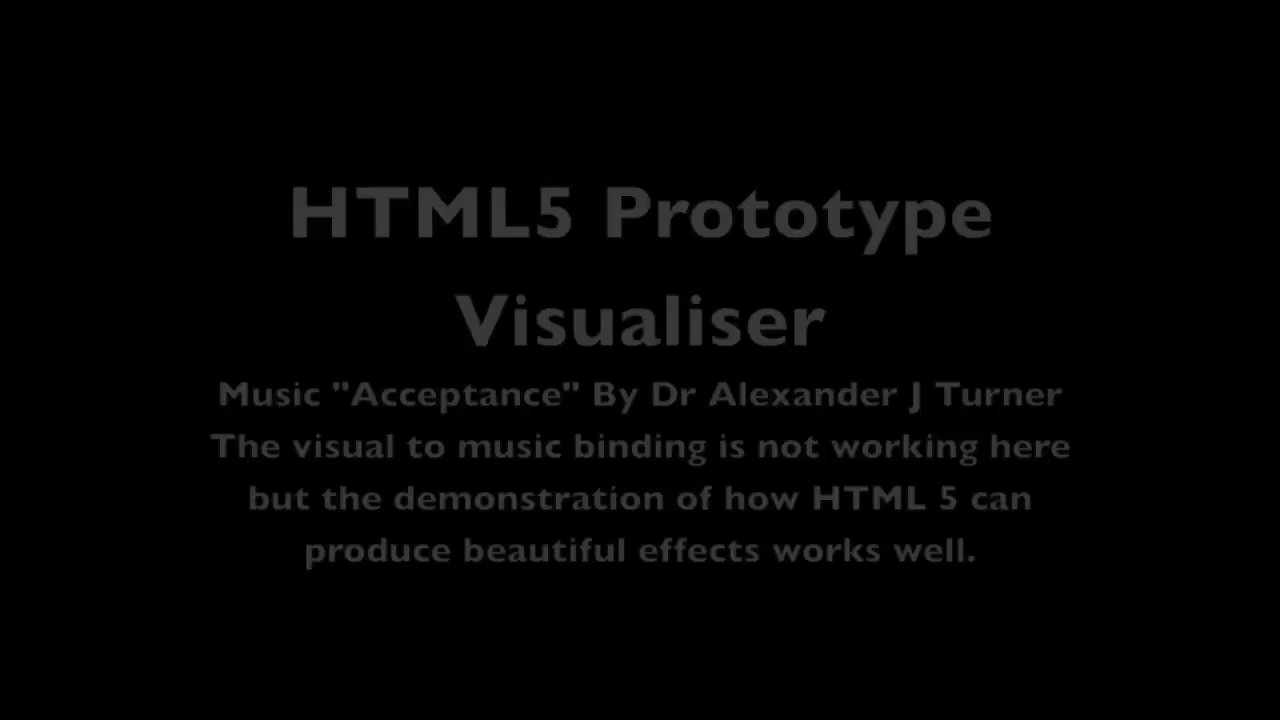 HTML5 Prototype
Visualiser
Music "Acceptance" By Dr Alexander J Turner
The visual to music binding is not working here
but the demonstration of how HTML 5 can
produce beautiful effects works well.